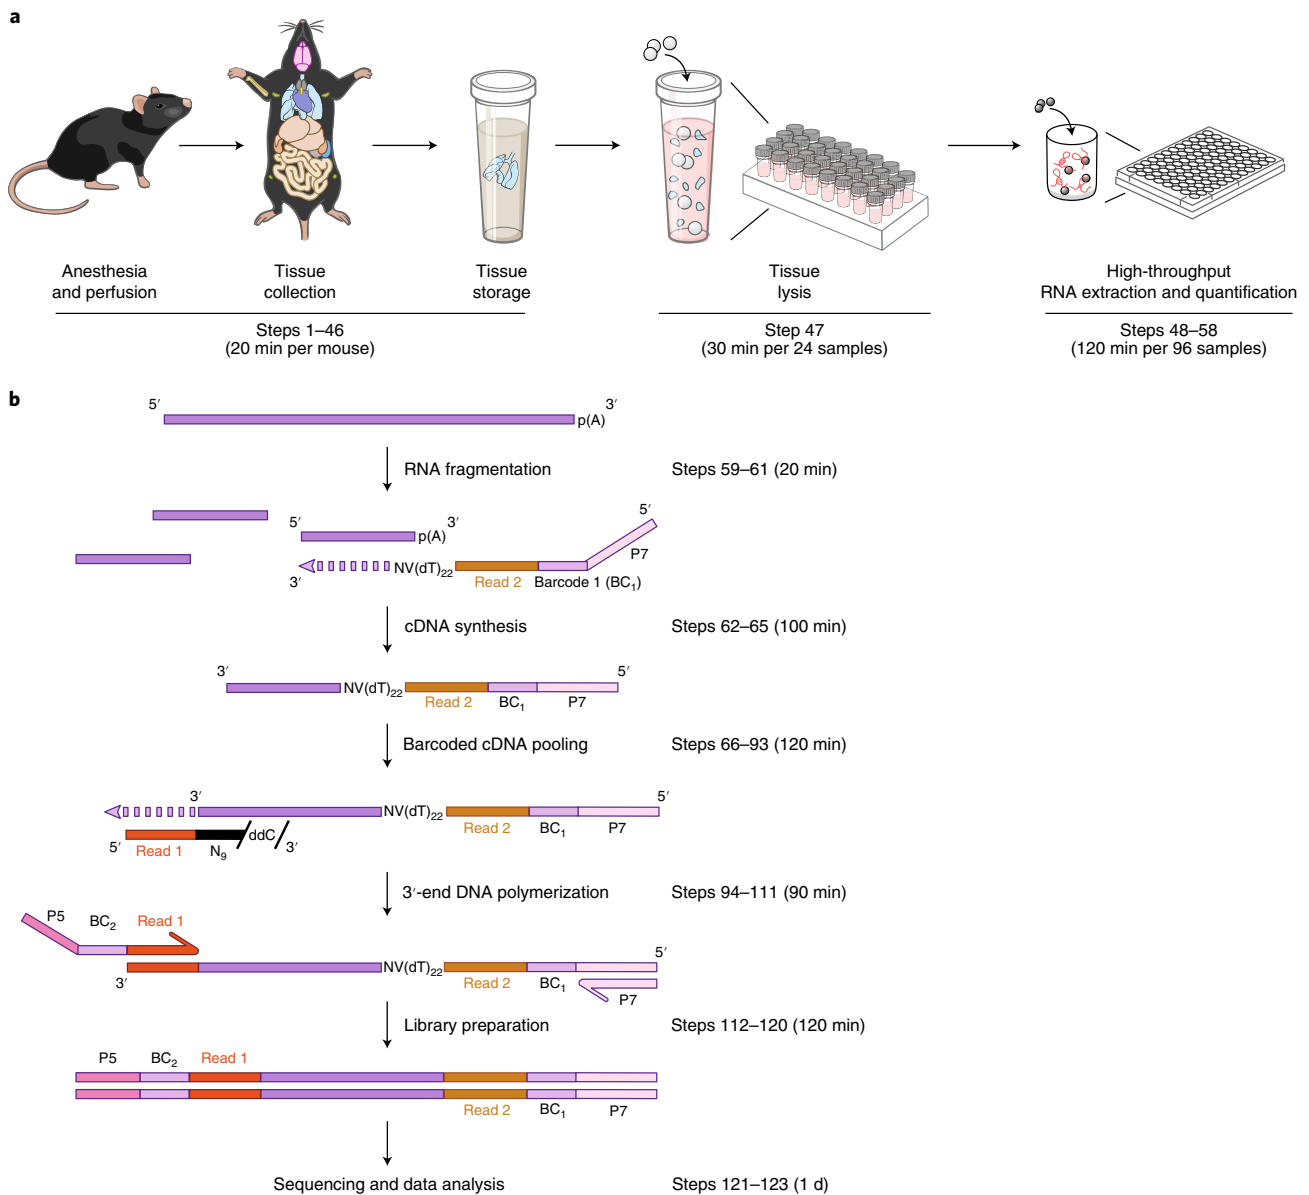 a
Anesthesia
and perfusion
Tissue
collection
Tissue
storage
Tissue
lysis
High-throughput
RNA extraction and quantification
Steps 1–46
(20 min per mouse)
Step 47
(30 min per 24 samples)
Steps 48–58
(120 min per 96 samples)
b
5′
3′
p(A)
RNA fragmentation
Steps 59–61 (20 min)
5′
p(A)
3′
5′
P7
3′
NV(dT)₂₂
Read 2
Barcode 1 (BC₁)
cDNA synthesis
Steps 62–65 (100 min)
3′
5′
NV(dT)₂₂
Read 2
BC₁
P7
Barcoded cDNA pooling
Steps 66–93 (120 min)
3′
5′
NV(dT)₂₂
Read 2
BC₁
P7
5′
Read 1
N₉
ddC
3′
3′-end DNA polymerization
Steps 94–111 (90 min)
P5
BC₂
Read 1
5′
3′
NV(dT)₂₂
Read 2
BC₁
P7
Library preparation
Steps 112–120 (120 min)
P5
BC₂
Read 1
Read 2
BC₁
P7
Sequencing and data analysis
Steps 121–123 (1 d)